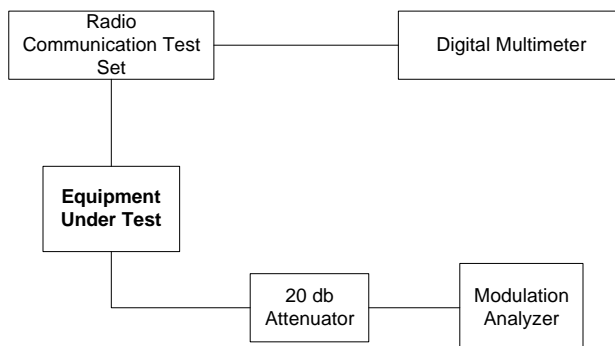 Radio
Communication Test
Set
Digital Multimeter
Equipment
Under Test
20 db
Attenuator
Modulation
Analyzer